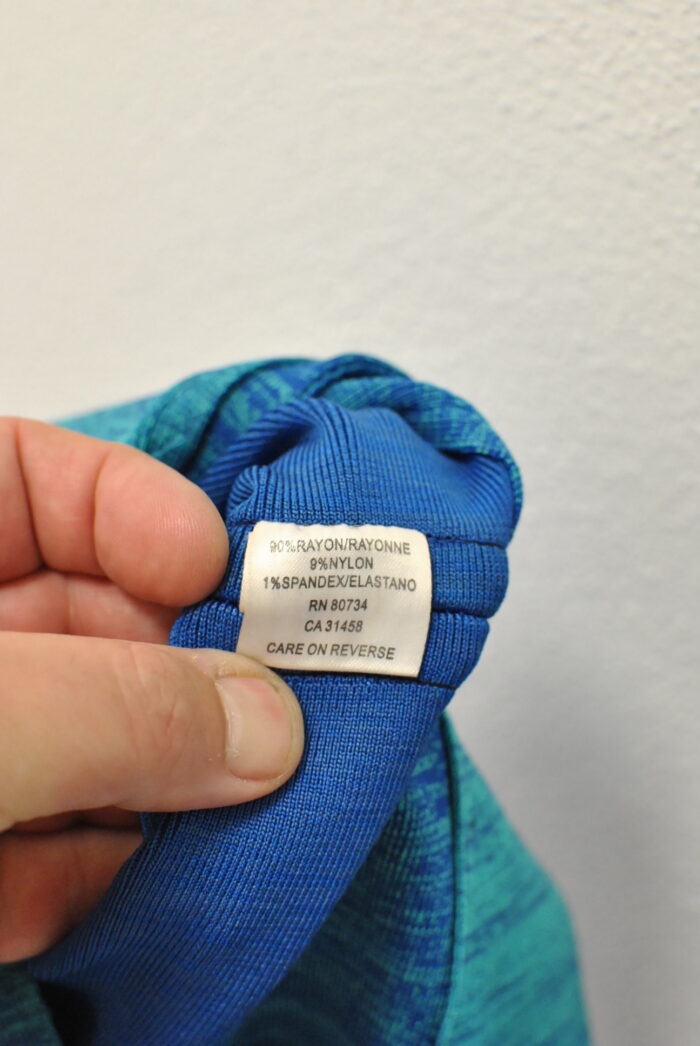 90%RAYON/RAYONNE
9%NYLON
1%SPANDEX/ELASTANO
RN 80734
CA 31458
CARE ON REVERSE